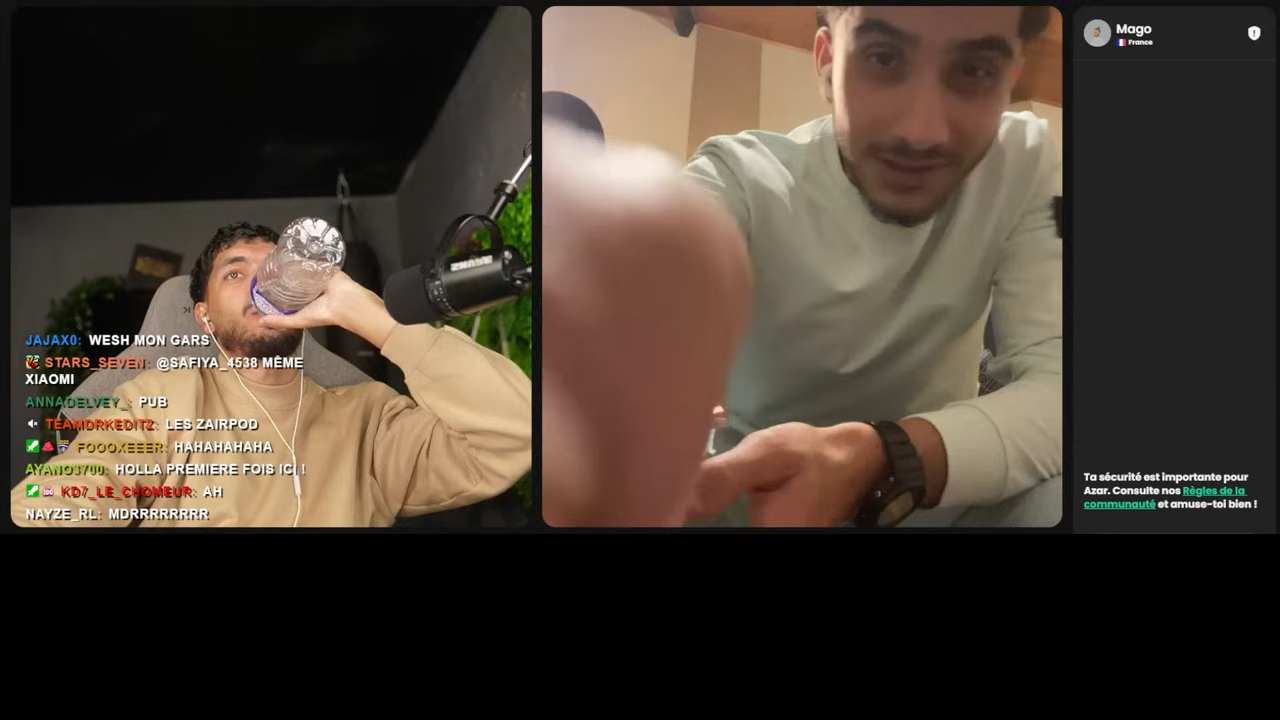 JAJAX0: WESH MON GARS
STARS_SEVEN: @SAFIYA_4538 MÊME
XIAOMI
ANNADELVEY_: PUB
TEAMDRKEDITZ: LES ZAIRPOD
FOOOXEEER: HAHAHAHAHA
AYANO3700: HOLLA PREMIERE FOIS ICI !
KD7_LE_CHOMEUR: AH
NAYZE_RL: MDRRRRRRRR
Mago
France
Ta sécurité est importante pour
Azar. Consulte nos Règles de la
communauté et amuse-toi bien !